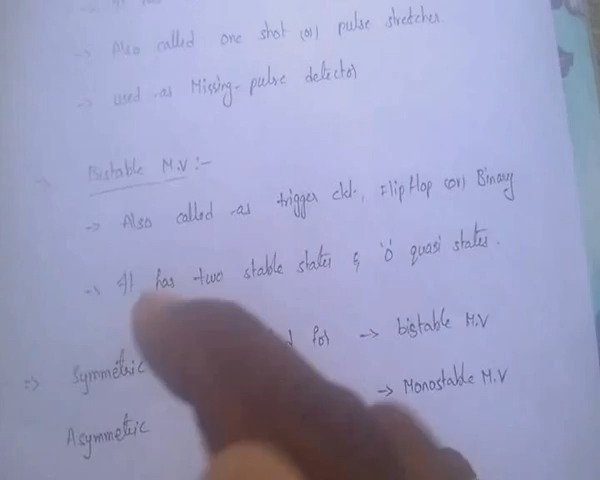 -> Also called one shot (or) pulse stretcher
-> used as Missing-pulse detector
-> Bistable M.V :-
-> Also called as trigger ckt, Flip flop (or) Binary
-> It has two stable states & 'o' quasi states.
=> Symmetric for -> bistable M.V
Asymmetric -> Monostable M.V